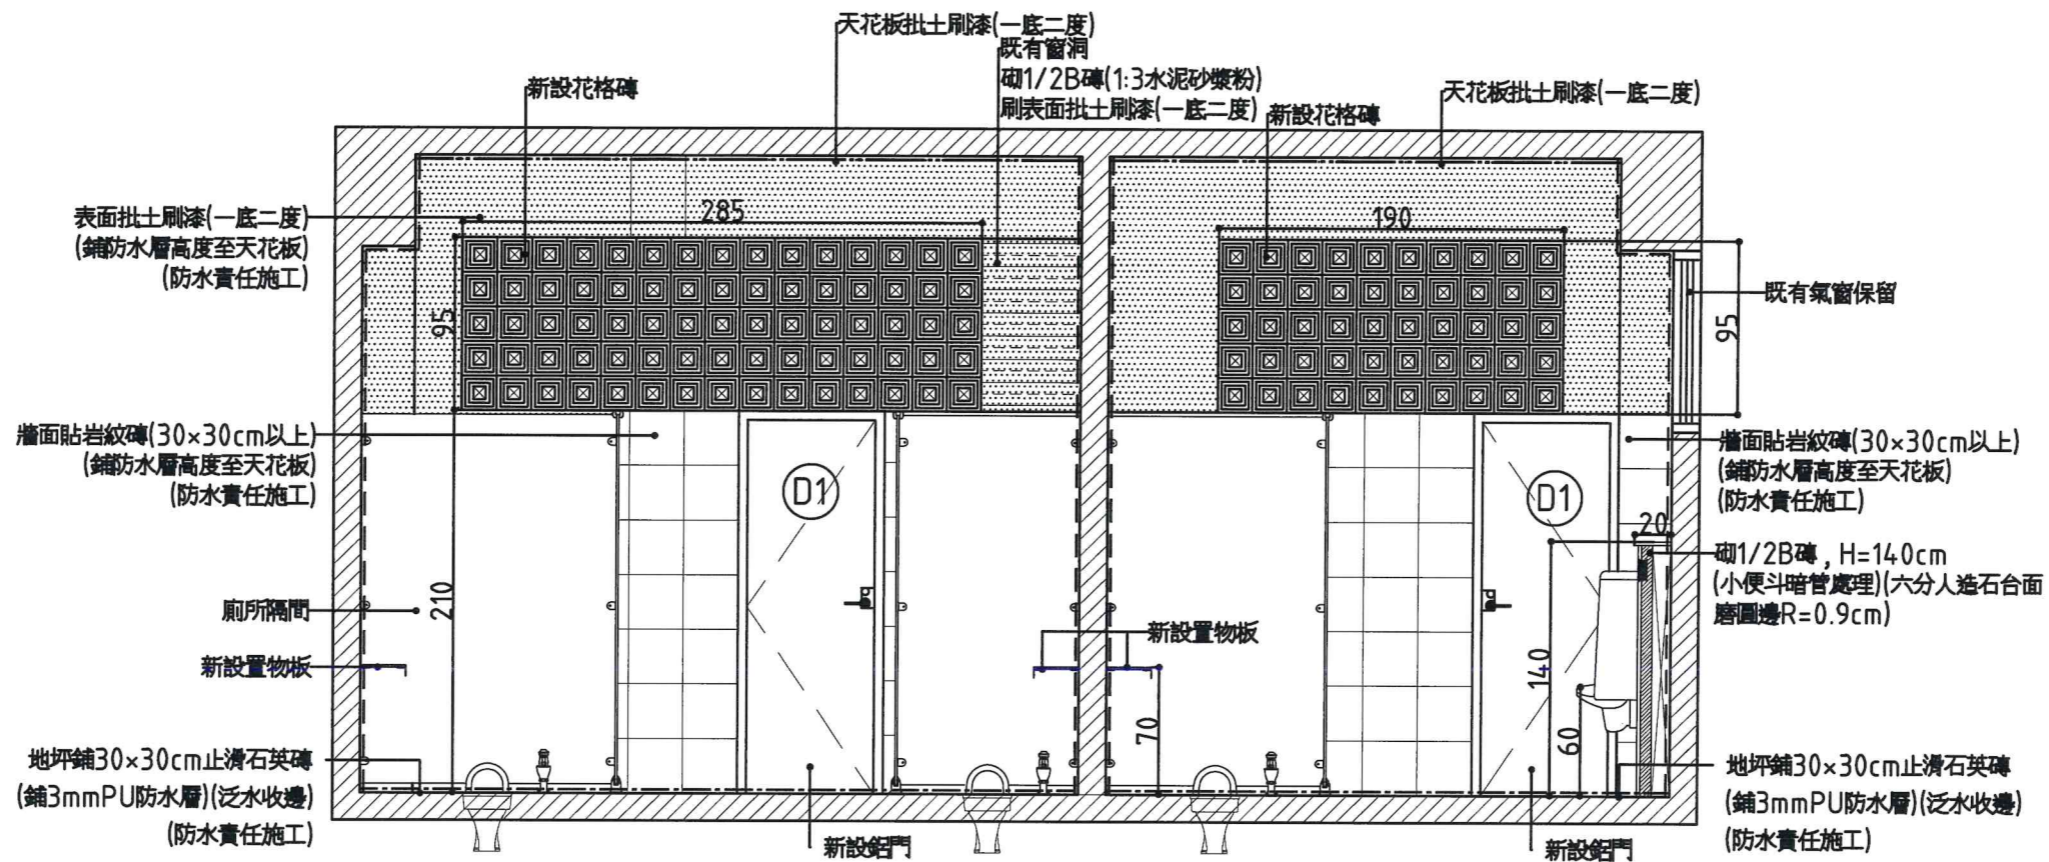 天花板批土刷漆(一底二度)
既有窗洞
砌1/2B磚(1:3水泥砂漿粉)
刷表面批土刷漆(一底二度)
新設花格磚
新設花格磚
天花板批土刷漆(一底二度)
表面批土刷漆(一底二度)
(鋪防水層高度至天花板)
(防水責任施工)
285
190
95
95
既有氣窗保留
牆面貼岩紋磚(30×30cm以上)
(鋪防水層高度至天花板)
(防水責任施工)
D1
D1
牆面貼岩紋磚(30×30cm以上)
(鋪防水層高度至天花板)
(防水責任施工)
20
砌1/2B磚, H=140cm
(小便斗暗管處理)(六分人造石台面
磨圓邊R=0.9cm)
廁所隔間
210
新設置物板
新設置物板
140
70
60
地坪鋪30×30cm止滑石英磚
(鋪3mmPU防水層)(泛水收邊)
(防水責任施工)
新設鋁門
新設鋁門
地坪鋪30×30cm止滑石英磚
(鋪3mmPU防水層)(泛水收邊)
(防水責任施工)